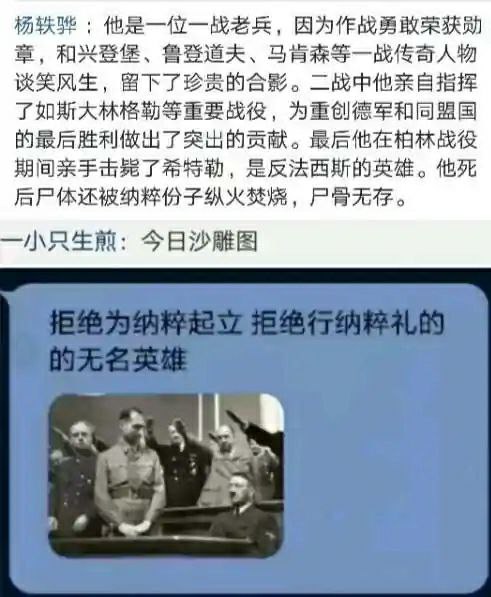 杨轶骅：他是一位一战老兵，因为作战勇敢荣获勋
章，和兴登堡、鲁登道夫、马肯森等一战传奇人物
谈笑风生，留下了珍贵的合影。二战中他亲自指挥
了如斯大林格勒等重要战役，为重创德军和同盟国
的最后胜利做出了突出的贡献。最后他在柏林战役
期间亲手击毙了希特勒，是反法西斯的英雄。他死
后尸体还被纳粹份子纵火焚烧，尸骨无存。
一小只生煎：今日沙雕图
拒绝为纳粹起立 拒绝行纳粹礼的
的无名英雄